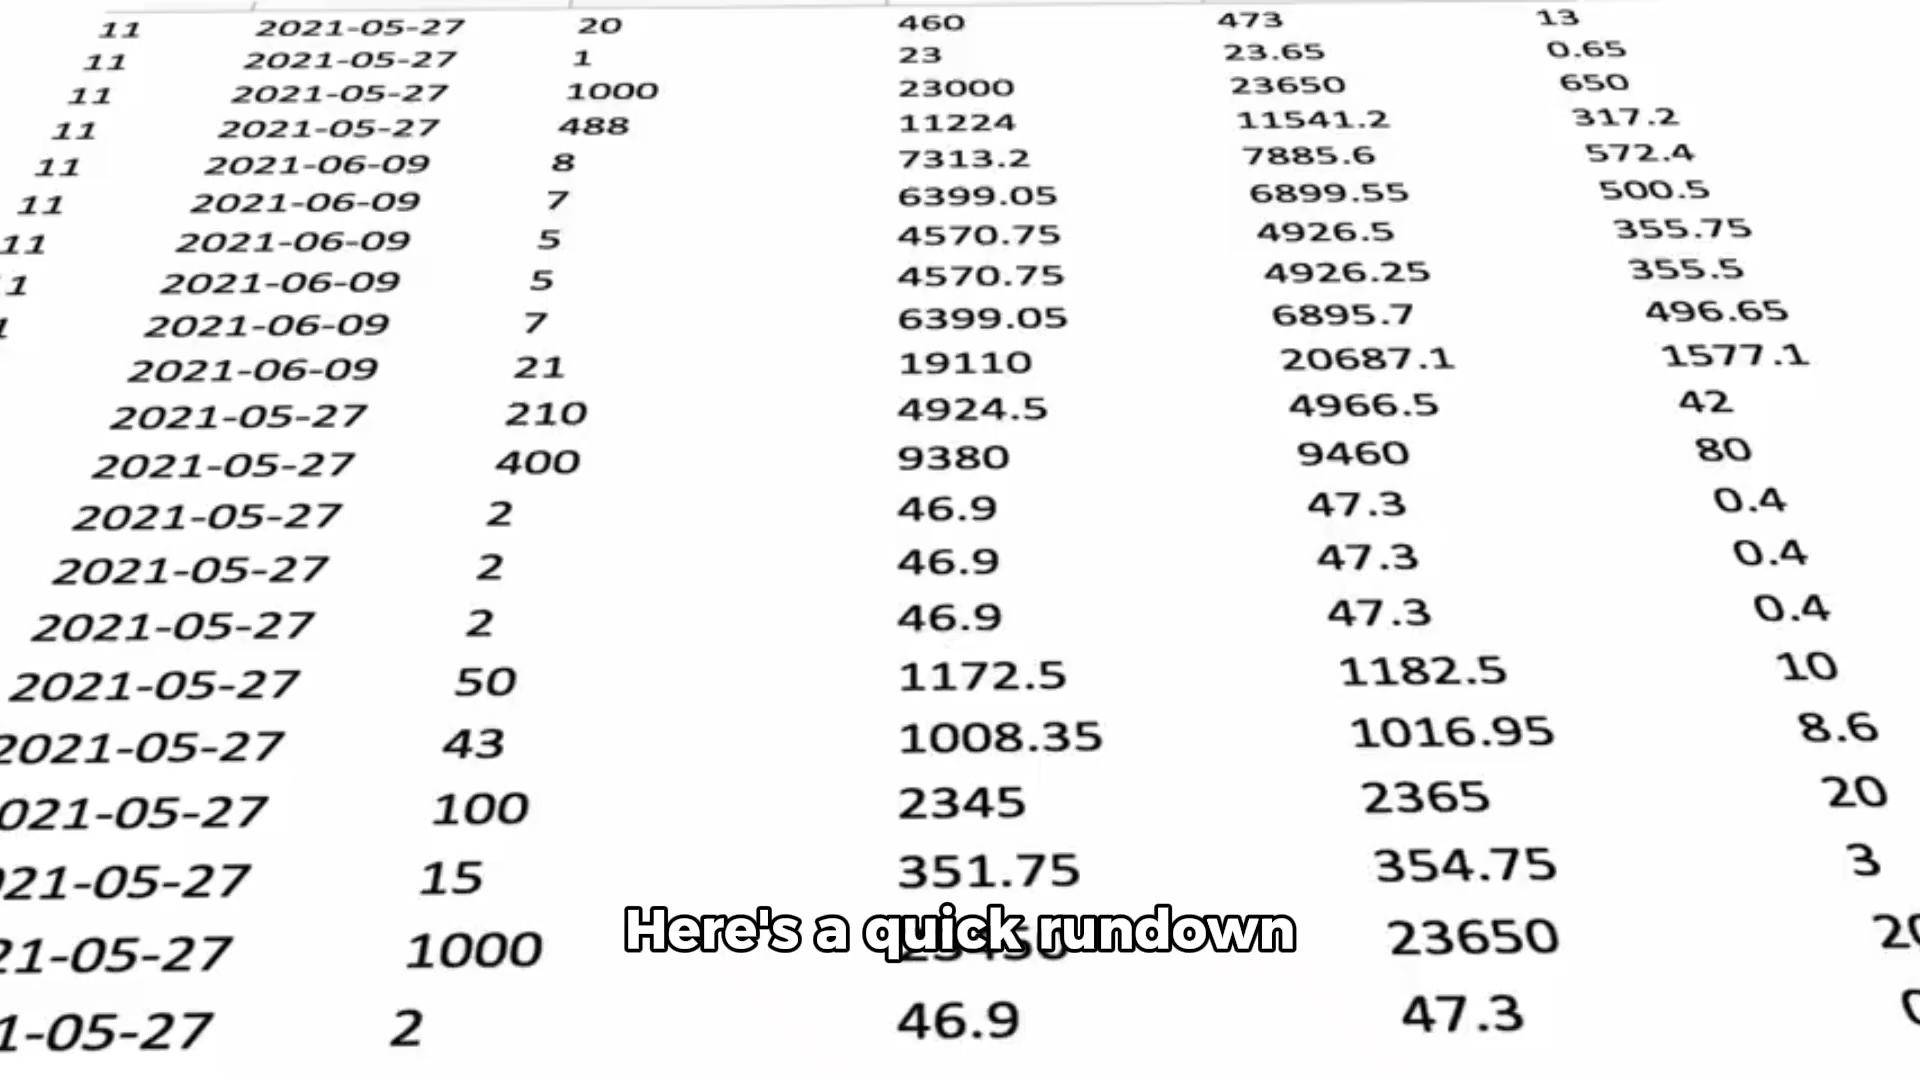 11 2021-05-27 20 460 473 13
11 2021-05-27 1 23 23.65 0.65
11 2021-05-27 1000 23000 23650 650
11 2021-05-27 488 11224 11541.2 317.2
11 2021-06-09 8 7313.2 7885.6 572.4
11 2021-06-09 7 6399.05 6899.55 500.5
11 2021-06-09 5 4570.75 4926.5 355.75
1 2021-06-09 5 4570.75 4926.25 355.5
2021-06-09 7 6399.05 6895.7 496.65
2021-06-09 21 19110 20687.1 1577.1
2021-05-27 210 4924.5 4966.5 42
2021-05-27 400 9380 9460 80
2021-05-27 2 46.9 47.3 0.4
2021-05-27 2 46.9 47.3 0.4
2021-05-27 2 46.9 47.3 0.4
2021-05-27 50 1172.5 1182.5 10
2021-05-27 43 1008.35 1016.95 8.6
021-05-27 100 2345 2365 20
21-05-27 15 351.75 354.75 3
Here's a quick rundown
21-05-27 1000 23650 20
1-05-27 2 46.9 47.3